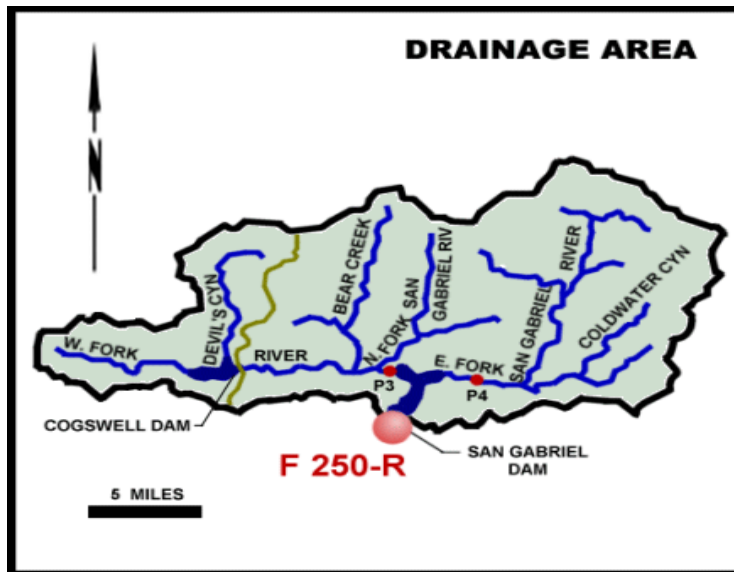 DRAINAGE AREA
N
BEAR CREEK
N. FORK SAN
GABRIEL RIV
SAN GABRIEL RIVER
COLDWATER CYN
DEVIL'S CYN
W. FORK
RIVER
E. FORK
P3
P4
COGSWELL DAM
SAN GABRIEL
DAM
F 250-R
5 MILES